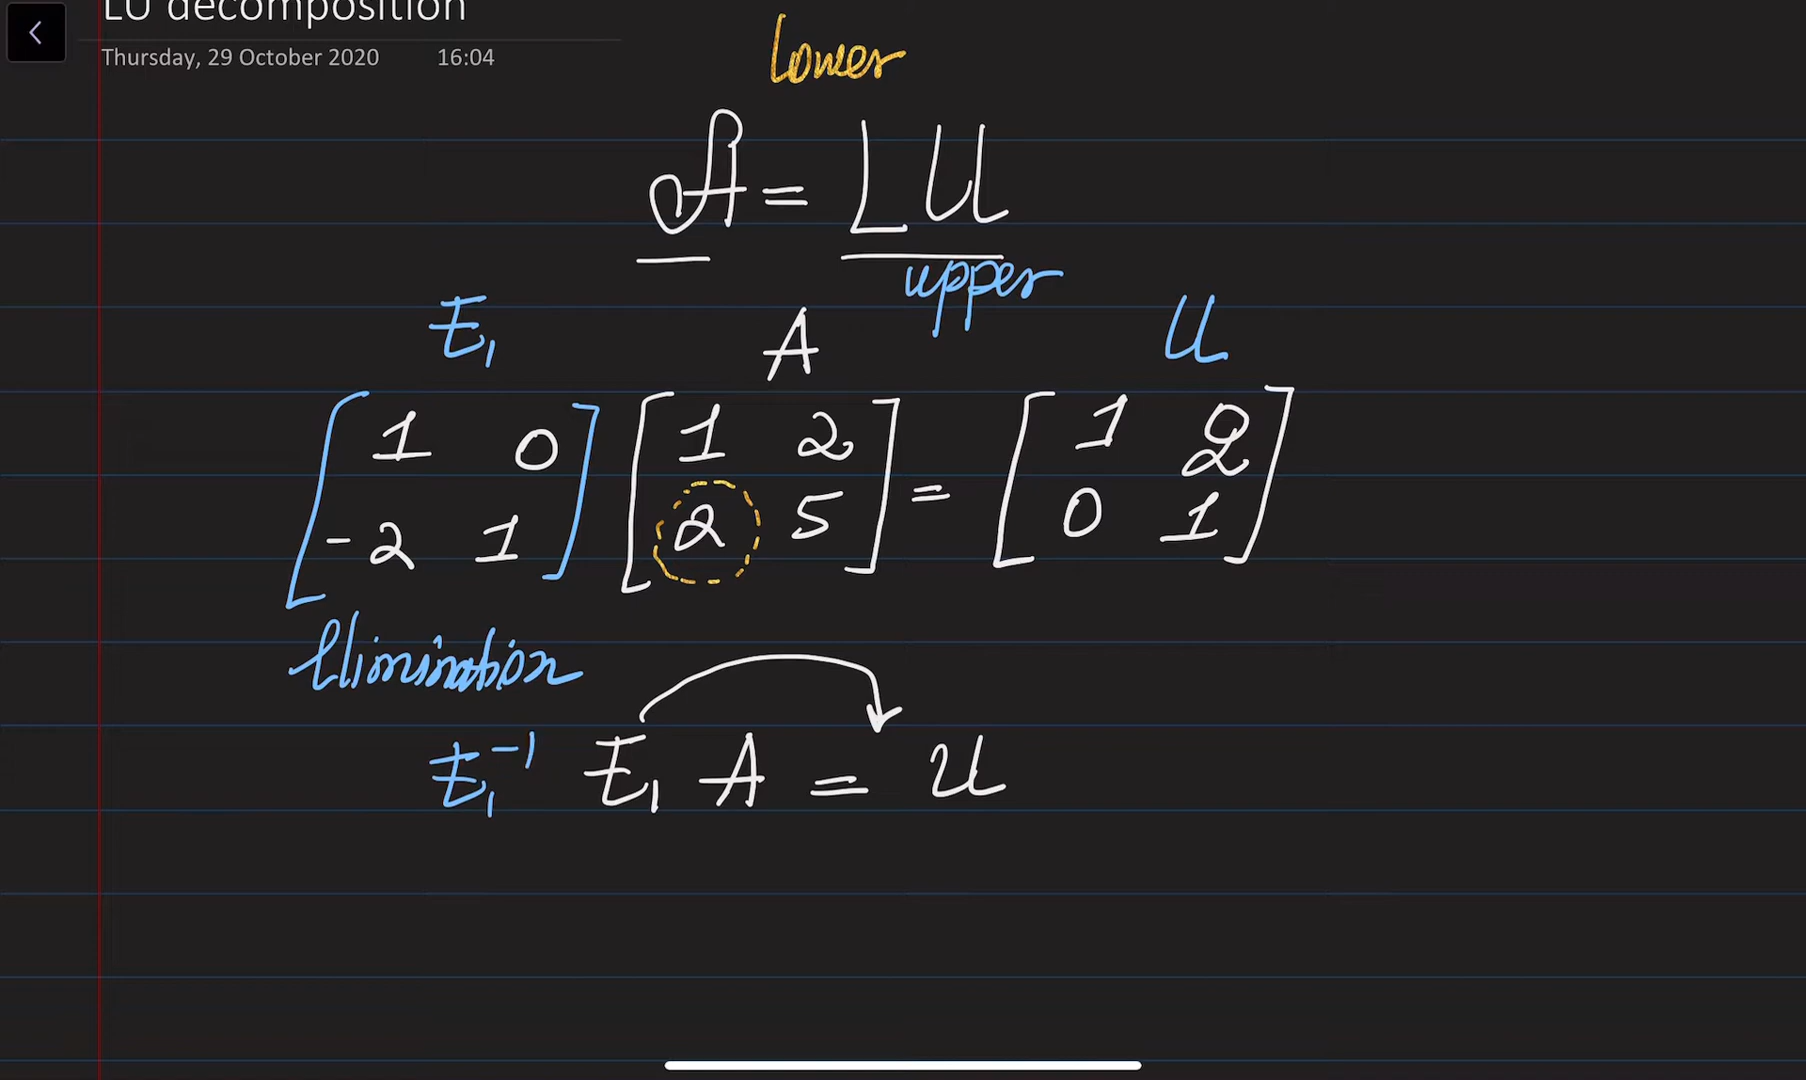 LU decomposition
Thursday, 29 October 2020 16:04
Lower
A = LU
upper
E₁ A U
[1 0] [1 2] = [1 2]
[-2 1] [2 5] [0 1]
Elimination
E₁⁻¹ E₁ A = U